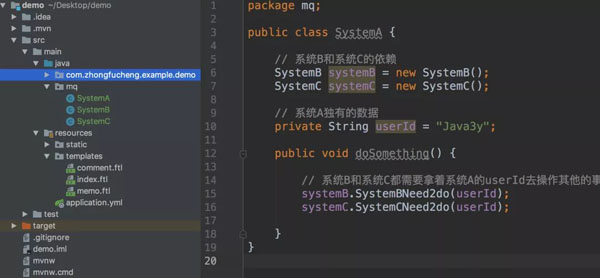 demo ~/Desktop/demo
.idea
.mvn
src
main
java
com.zhongfucheng.example.demo
mq
SystemA
SystemB
SystemC
resources
static
templates
comment.ftl
index.ftl
memo.ftl
application.yml
test
target
.gitignore
demo.iml
mvnw
mvnw.cmd
1 package mq;
2
3 public class SystemA {
4
5 // 系统B和系统C的依赖
6 SystemB systemB = new SystemB();
7 SystemC systemC = new SystemC();
8
9 // 系统A独有的数据
10 private String userId = "Java3y";
11
12 public void doSomething() {
13
14 // 系统B和系统C都需要拿着系统A的userId去操作其他的事
15 systemB.SystemBNeed2do(userId);
16 systemC.SystemCNeed2do(userId);
17
18 }
19 }
20